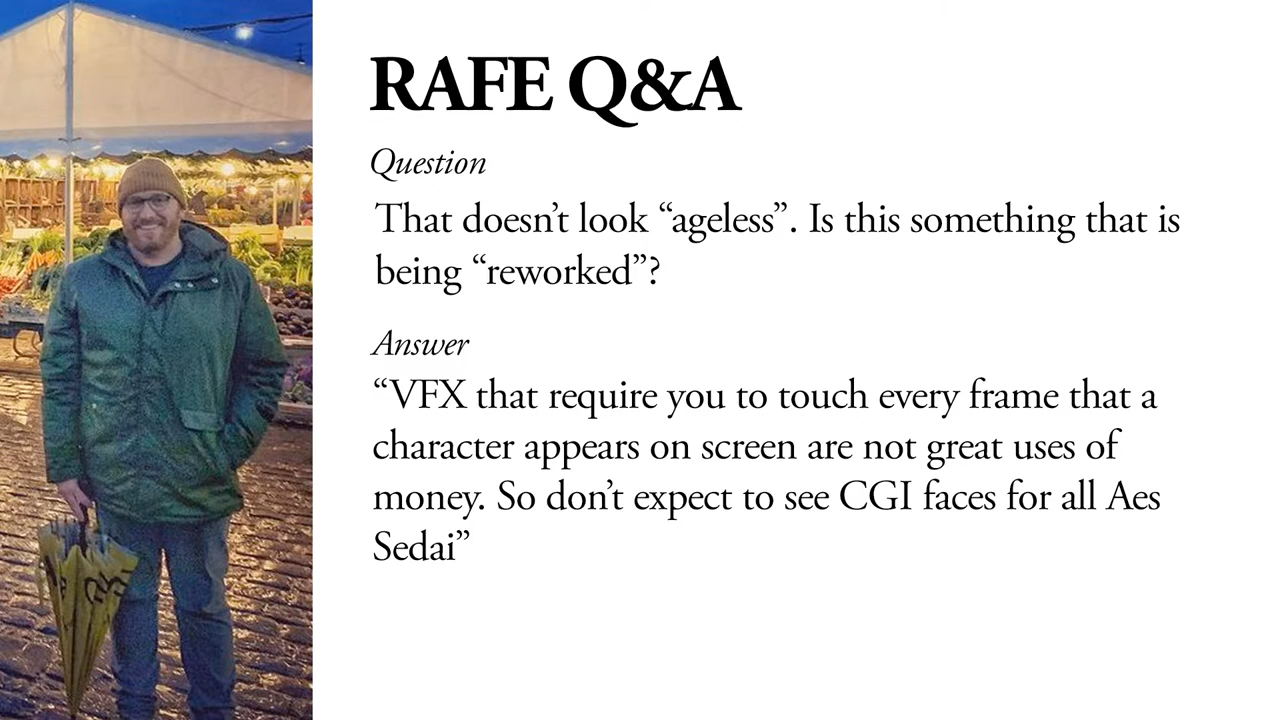 RAFE Q&A
Question
That doesn’t look “ageless”. Is this something that is
being “reworked”?
Answer
“VFX that require you to touch every frame that a
character appears on screen are not great uses of
money. So don’t expect to see CGI faces for all Aes
Sedai”